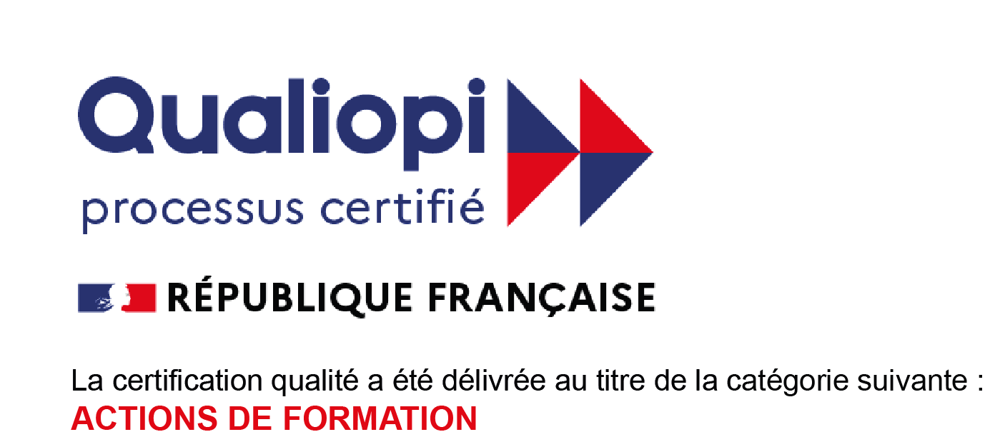 Qualiopi
processus certifié
RÉPUBLIQUE FRANÇAISE
La certification qualité a été délivrée au titre de la catégorie suivante :
ACTIONS DE FORMATION